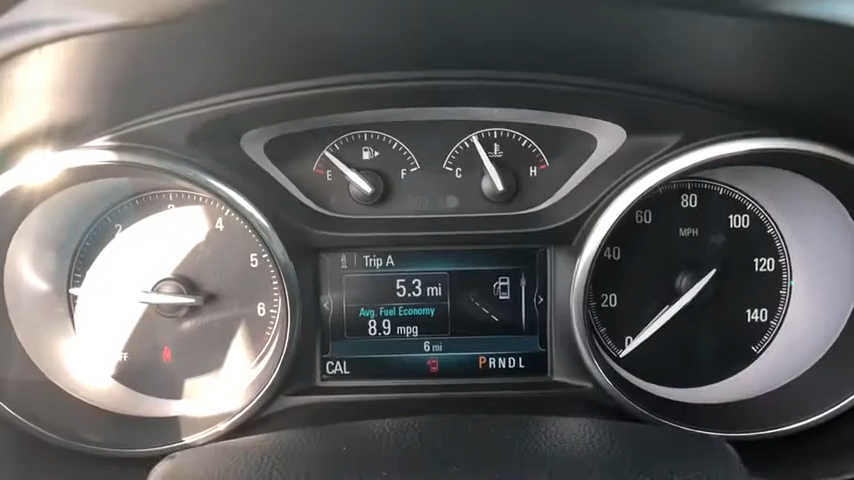 F
C
H
4
5
6
OFF
Trip A
5.3 mi
Avg. Fuel Economy
8.9 mpg
6 mi
CAL
PRNDL
MPH
0
20
40
60
80
100
120
140